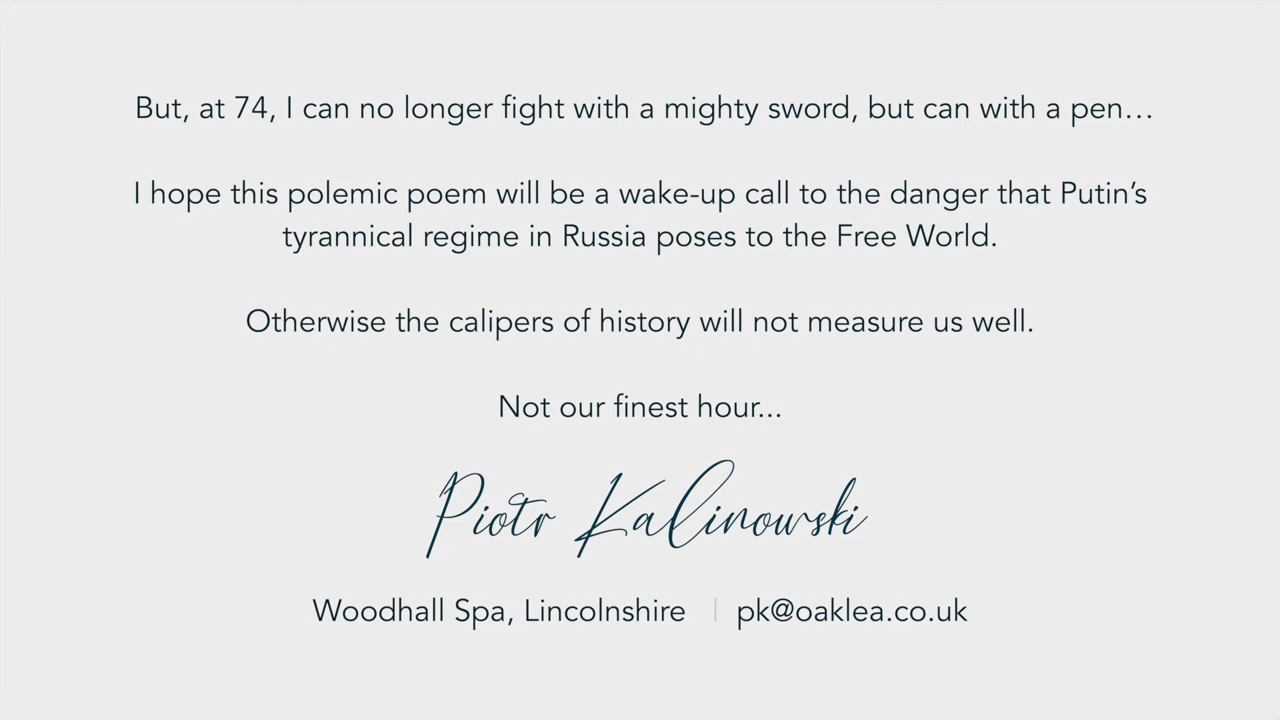 But, at 74, I can no longer fight with a mighty sword, but can with a pen…
I hope this polemic poem will be a wake-up call to the danger that Putin’s
tyrannical regime in Russia poses to the Free World.
Otherwise the calipers of history will not measure us well.
Not our finest hour...
Piotr Kalinowski
Woodhall Spa, Lincolnshire | pk@oaklea.co.uk